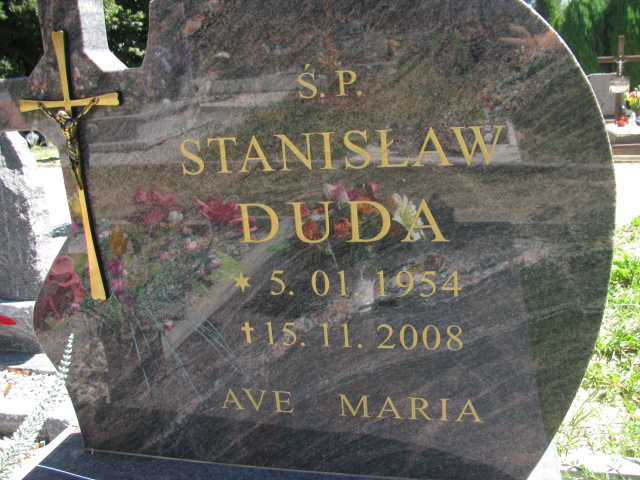 Ś. P.
STANISŁAW
DUDA
* 5. 01. 1954
✝ 15. 11. 2008
AVE MARIA